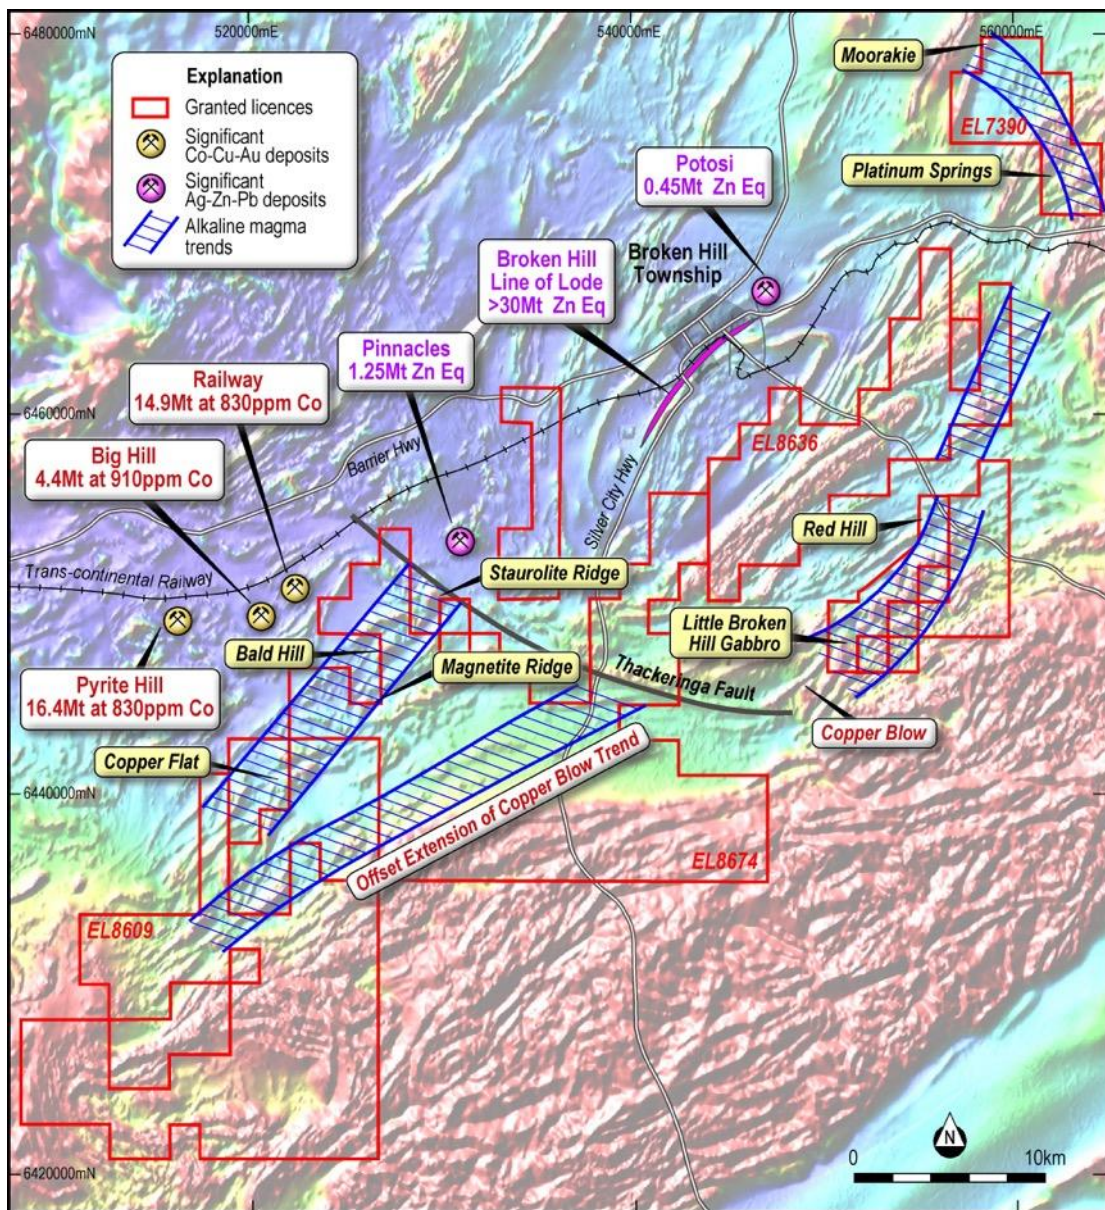 520000mE
540000mE
560000mE
6480000mN
6460000mN
6440000mN
6420000mN
Explanation
Granted licences
Significant
Co-Cu-Au deposits
Significant
Ag-Zn-Pb deposits
Alkaline magma
trends
Moorakie
EL7390
Platinum Springs
Potosi
0.45Mt Zn Eq
Broken Hill
Township
Broken Hill
Line of Lode
>30Mt Zn Eq
Pinnacles
1.25Mt Zn Eq
Railway
14.9Mt at 830ppm Co
Big Hill
4.4Mt at 910ppm Co
Barrier Hwy
Silver City Hwy
EL8636
Red Hill
Trans-continental Railway
Staurolite Ridge
Little Broken
Hill Gabbro
Bald Hill
Magnetite Ridge
Thackeringa Fault
Pyrite Hill
16.4Mt at 830ppm Co
Copper Blow
Copper Flat
Offset Extension of Copper Blow Trend
EL8674
EL8609
N
0
10km